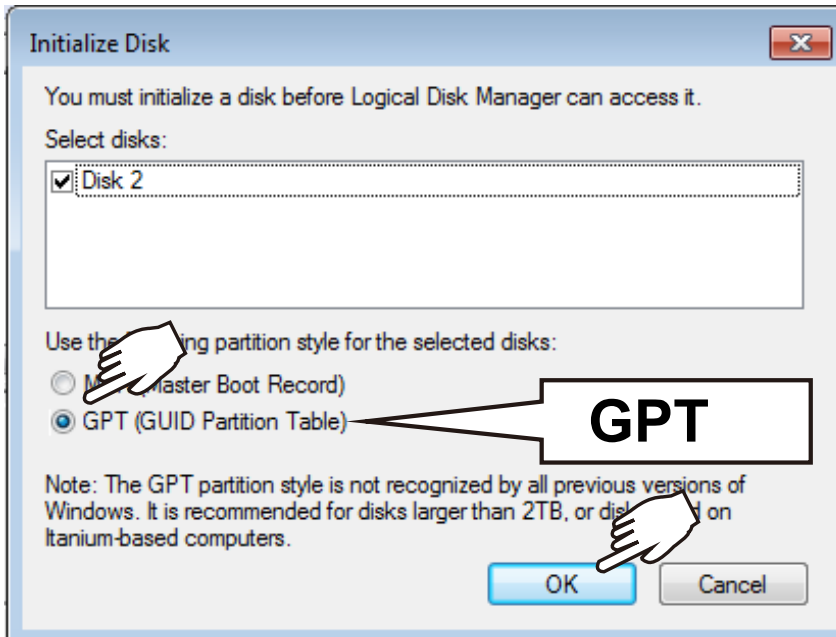 Initialize Disk
You must initialize a disk before Logical Disk Manager can access it.
Select disks:
Disk 2
Use the ing partition style for the selected disks:
M (Master Boot Record)
GPT (GUID Partition Table)
GPT
Note: The GPT partition style is not recognized by all previous versions of
Windows. It is recommended for disks larger than 2TB, or on
Itanium-based computers.
OK
Cancel